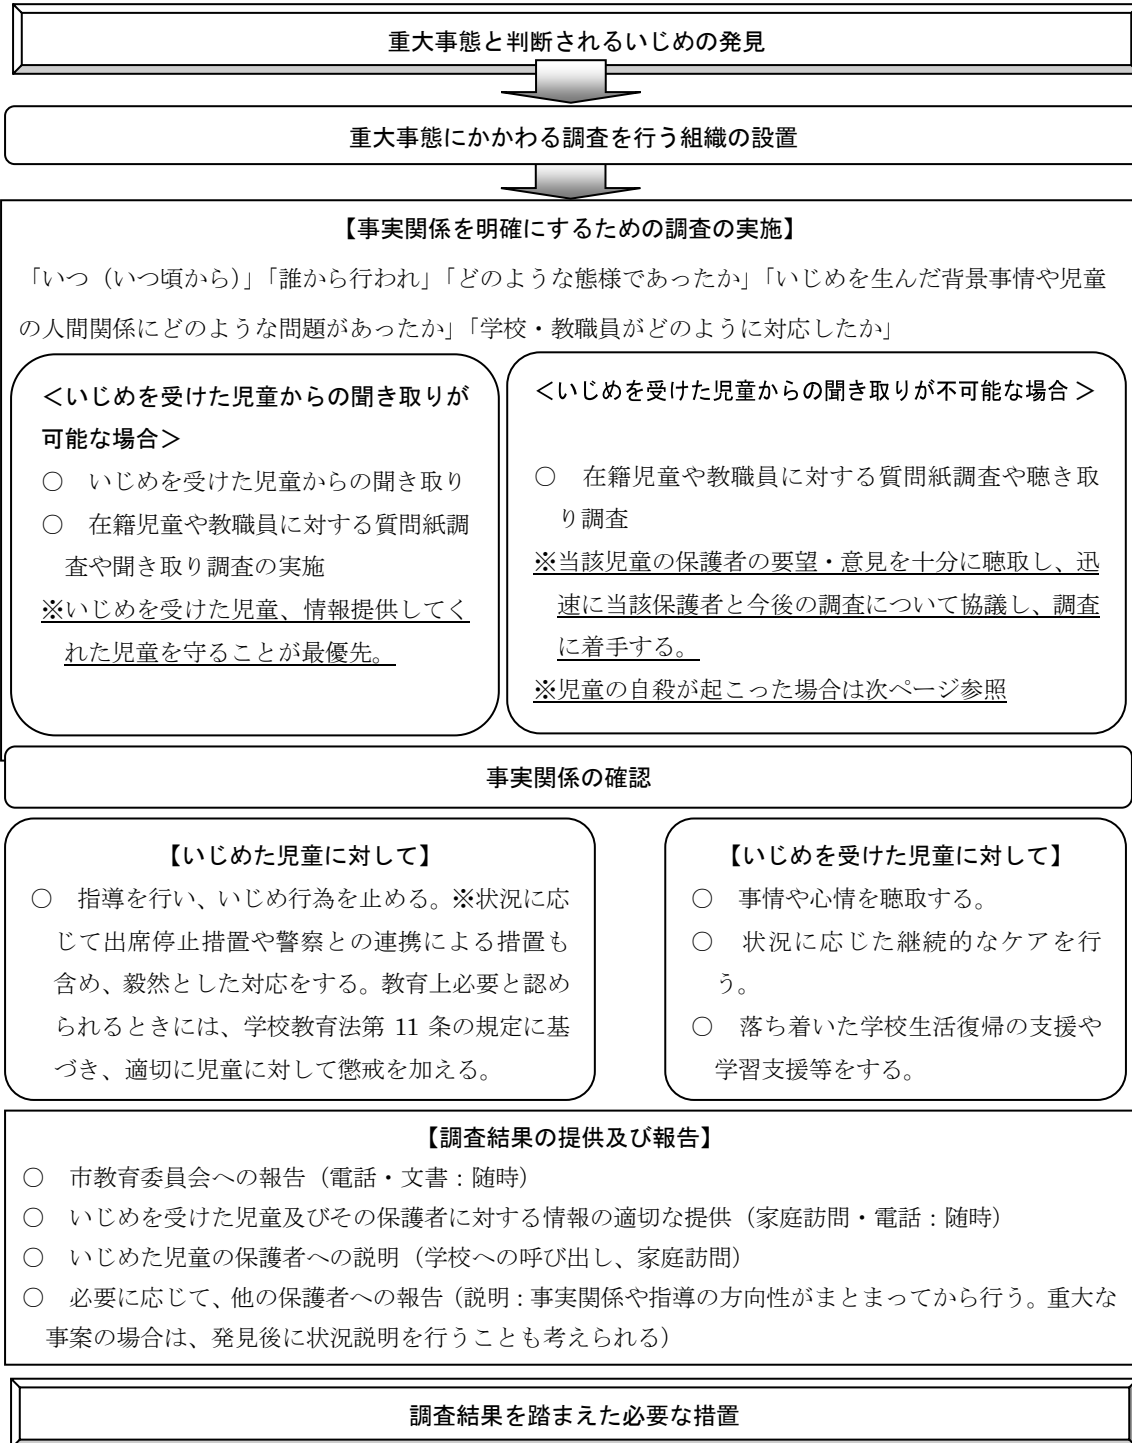 重大事態と判断されるいじめの発見
重大事態にかかわる調査を行う組織の設置
【事実関係を明確にするための調査の実施】
「いつ（いつ頃から）」「誰から行われ」「どのような態様であったか」「いじめを生んだ背景事情や児童
の人間関係にどのような問題があったか」「学校・教職員がどのように対応したか」
＜いじめを受けた児童からの聞き取りが
可能な場合＞
○　いじめを受けた児童からの聞き取り
○　在籍児童や教職員に対する質問紙調
査や聞き取り調査の実施
※いじめを受けた児童、情報提供してく
れた児童を守ることが最優先。
＜いじめを受けた児童からの聞き取りが不可能な場合 ＞
○　在籍児童や教職員に対する質問紙調査や聴き取
り調査
※当該児童の保護者の要望・意見を十分に聴取し、迅
速に当該保護者と今後の調査について協議し、調査
に着手する。
※児童の自殺が起こった場合は次ページ参照
事実関係の確認
【いじめた児童に対して】
○　指導を行い、いじめ行為を止める。※状況に応
じて出席停止措置や警察との連携による措置も
含め、毅然とした対応をする。教育上必要と認め
られるときには、学校教育法第 11 条の規定に基
づき、適切に児童に対して懲戒を加える。
【いじめを受けた児童に対して】
○　事情や心情を聴取する。
○　状況に応じた継続的なケアを行
う。
○　落ち着いた学校生活復帰の支援や
学習支援等をする。
【調査結果の提供及び報告】
○　市教育委員会への報告（電話・文書：随時）
○　いじめを受けた児童及びその保護者に対する情報の適切な提供（家庭訪問・電話：随時）
○　いじめた児童の保護者への説明（学校への呼び出し、家庭訪問）
○　必要に応じて、他の保護者への報告（説明：事実関係や指導の方向性がまとまってから行う。重大な
事案の場合は、発見後に状況説明を行うことも考えられる）
調査結果を踏まえた必要な措置